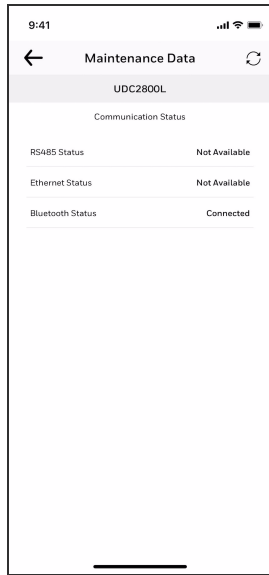 9:41
Maintenance Data
UDC2800L
Communication Status
RS485 Status Not Available
Ethernet Status Not Available
Bluetooth Status Connected